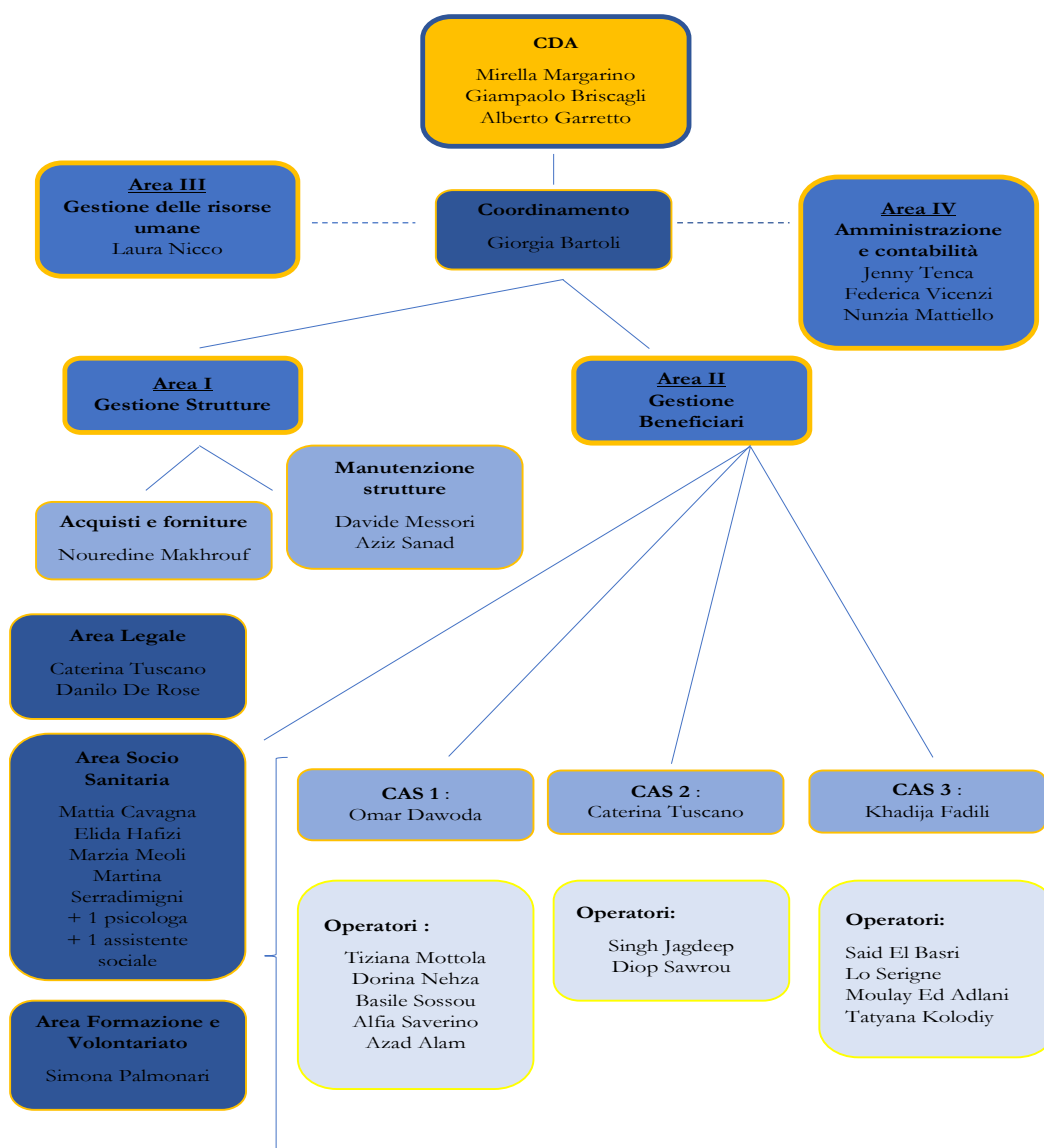 CDA
Mirella Margarino
Giampaolo Briscagli
Alberto Garretto
Area III
Gestione delle risorse
umane
Laura Nicco
Coordinamento
Giorgia Bartoli
Area IV
Amministrazione
e contabilità
Jenny Tenca
Federica Vicenzi
Nunzia Mattiello
Area I
Gestione Strutture
Area II
Gestione
Beneficiari
Acquisti e forniture
Nouredine Makhrouf
Manutenzione
strutture
Davide Messori
Aziz Sanad
Area Legale
Caterina Tuscano
Danilo De Rose
Area Socio
Sanitaria
Mattia Cavagna
Elida Hafizi
Marzia Meoli
Martina
Serradimigni
+ 1 psicologa
+ 1 assistente
sociale
Area Formazione e
Volontariato
Simona Palmonari
CAS 1 :
Omar Dawoda
CAS 2 :
Caterina Tuscano
CAS 3 :
Khadija Fadili
Operatori :
Tiziana Mottola
Dorina Nehza
Basile Sossou
Alfia Saverino
Azad Alam
Operatori:
Singh Jagdeep
Diop Sawrou
Operatori:
Said El Basri
Lo Serigne
Moulay Ed Adlani
Tatyana Kolodiy